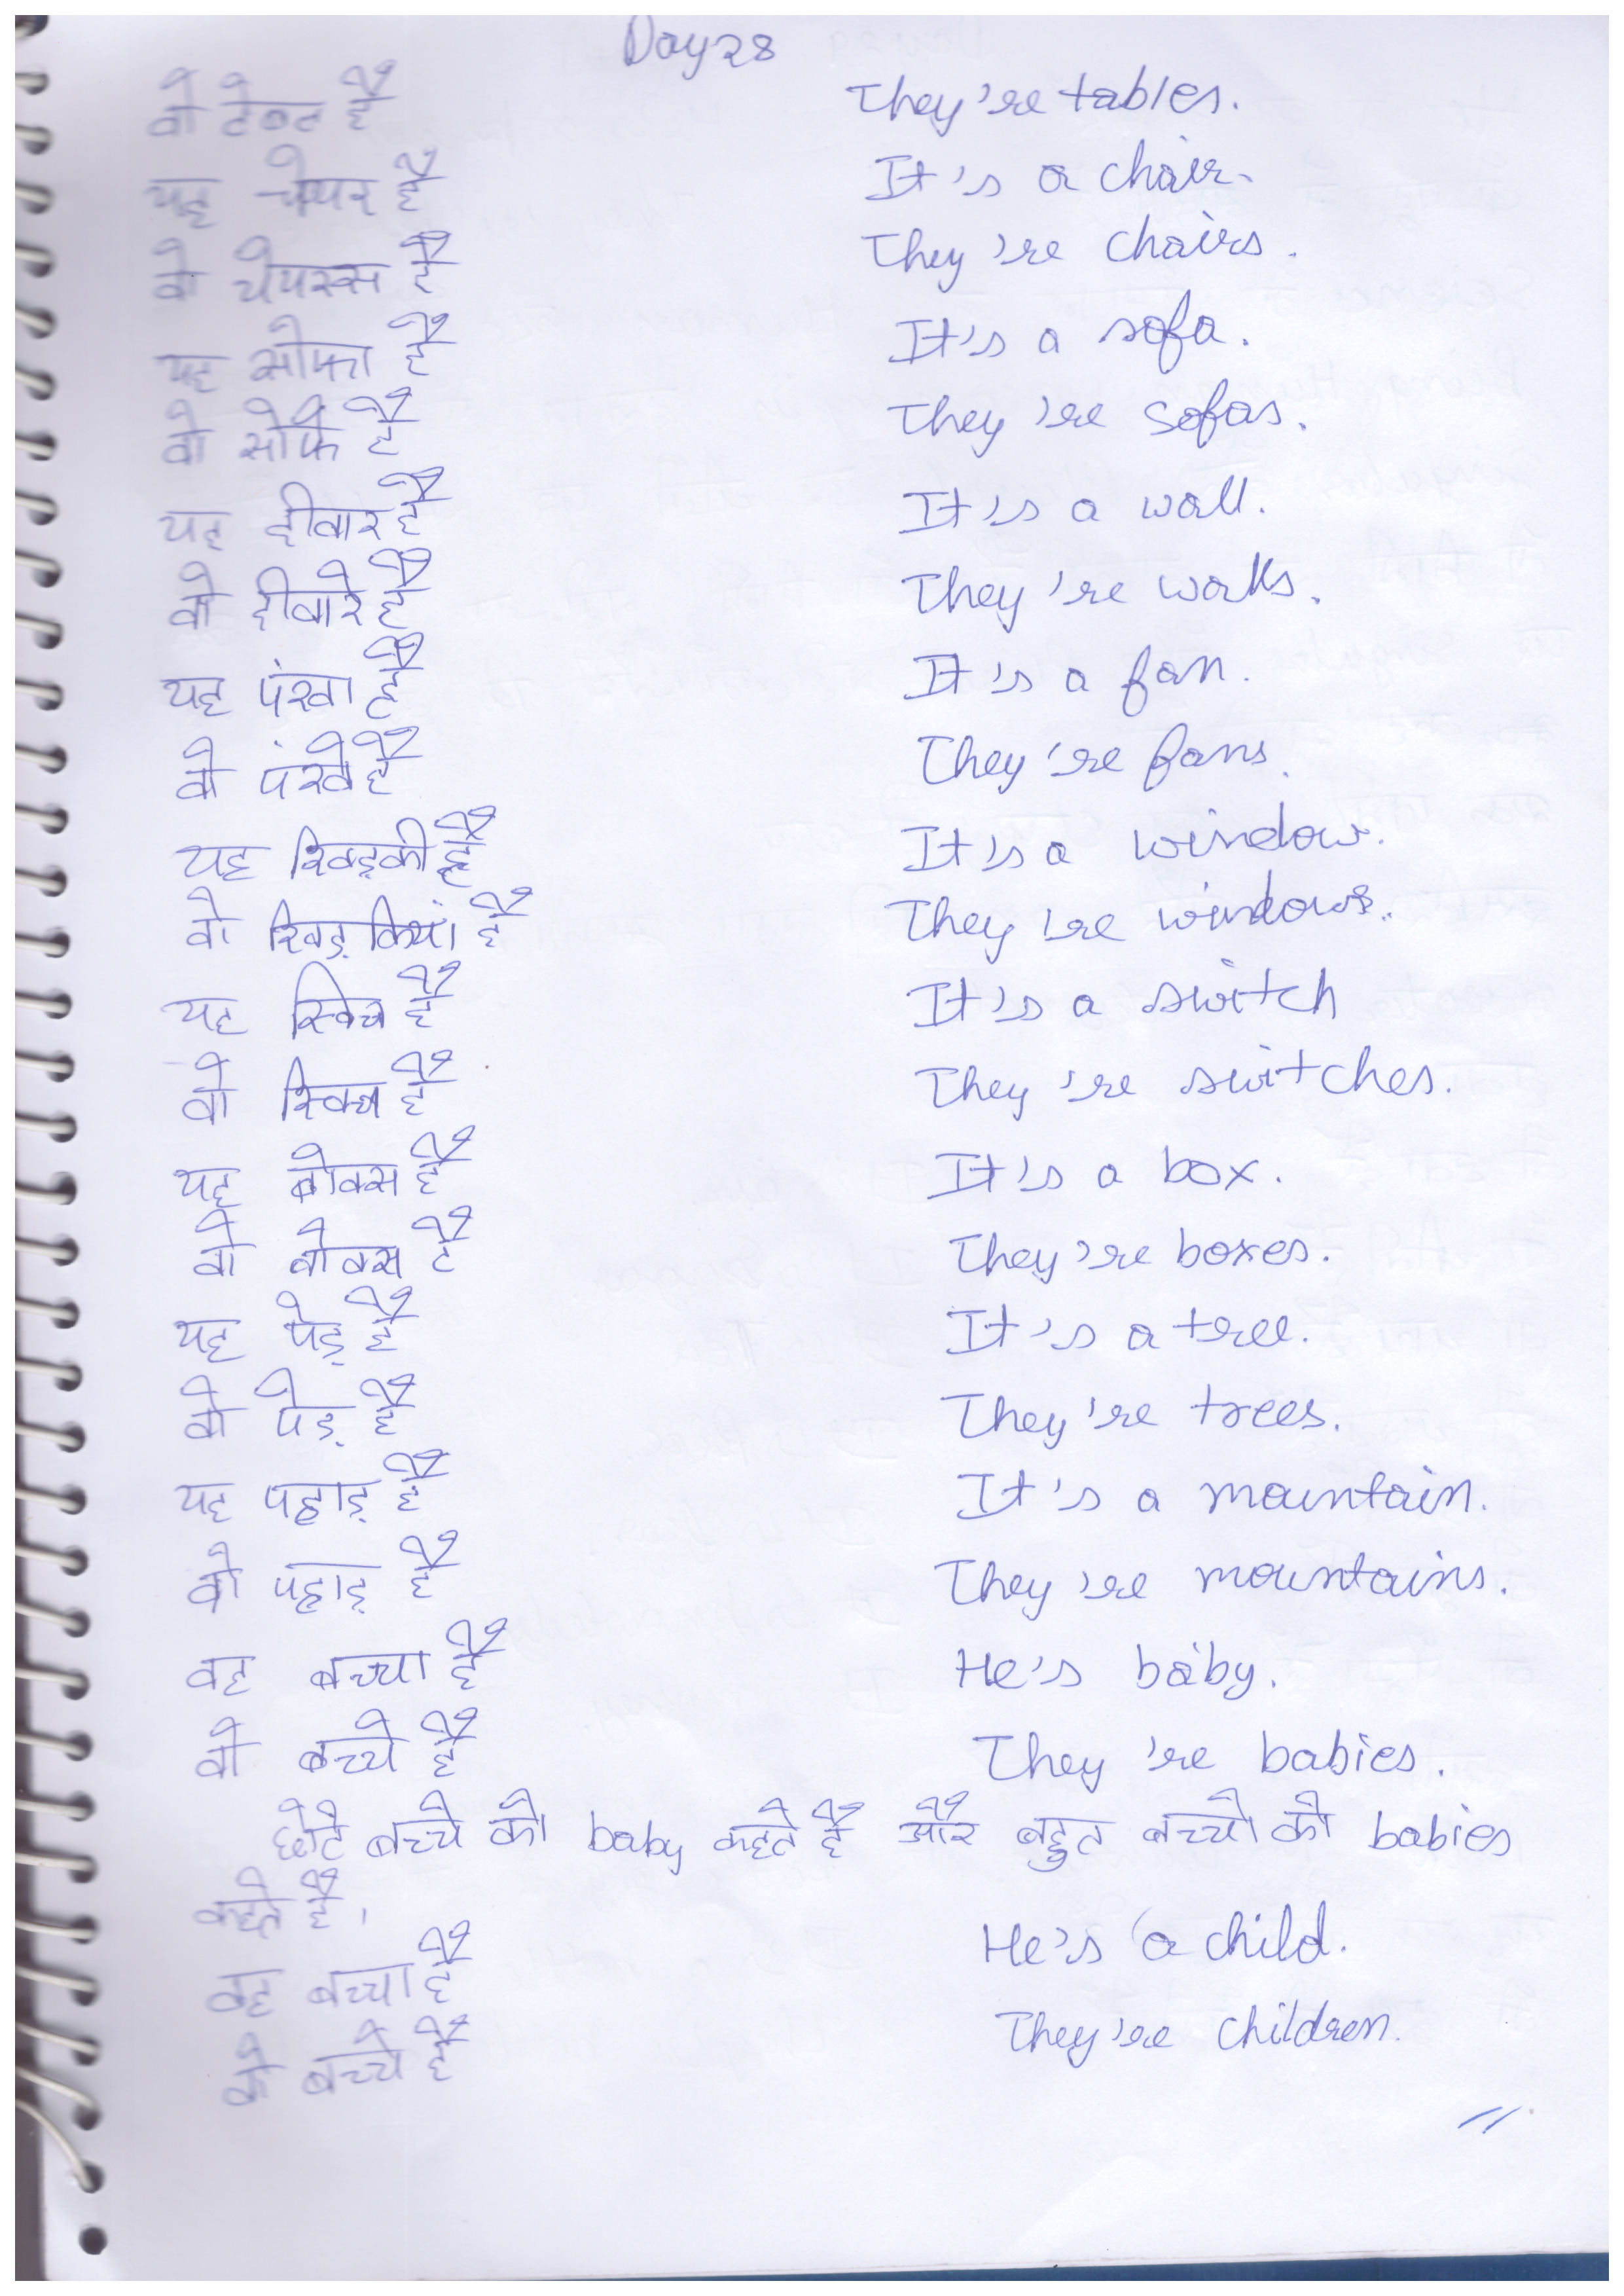 Day 28
वो टेबल है They're tables.
यह चेयर है It's a chair.
वो चेयरस है They're chairs.
यह सोफा है It's a sofa.
वो सोफे है They're sofas.
यह दीवार है It's a wall.
वो दीवारे है They're walls.
यह पंखा है It's a fan.
वो पंखे है They're fans.
यह खिड़की है It's a window.
वो खिड़कियां है They're windows.
यह स्विच है It's a switch
वो स्विच है They're switches.
यह बोक्स है It's a box.
वो बोक्स है They're boxes.
यह पेड़ है It's a tree.
वो पेड़ है They're trees.
यह पहाड़ है It's a mountain.
वो पहाड़ है They're mountains.
वह बच्चा है He's baby.
वो बच्चे है They're babies.
छोटे बच्चे को baby कहते है और बहुत बच्चो को babies
कहते है।
वह बच्चा है He's a child.
वो बच्चे है They're children.